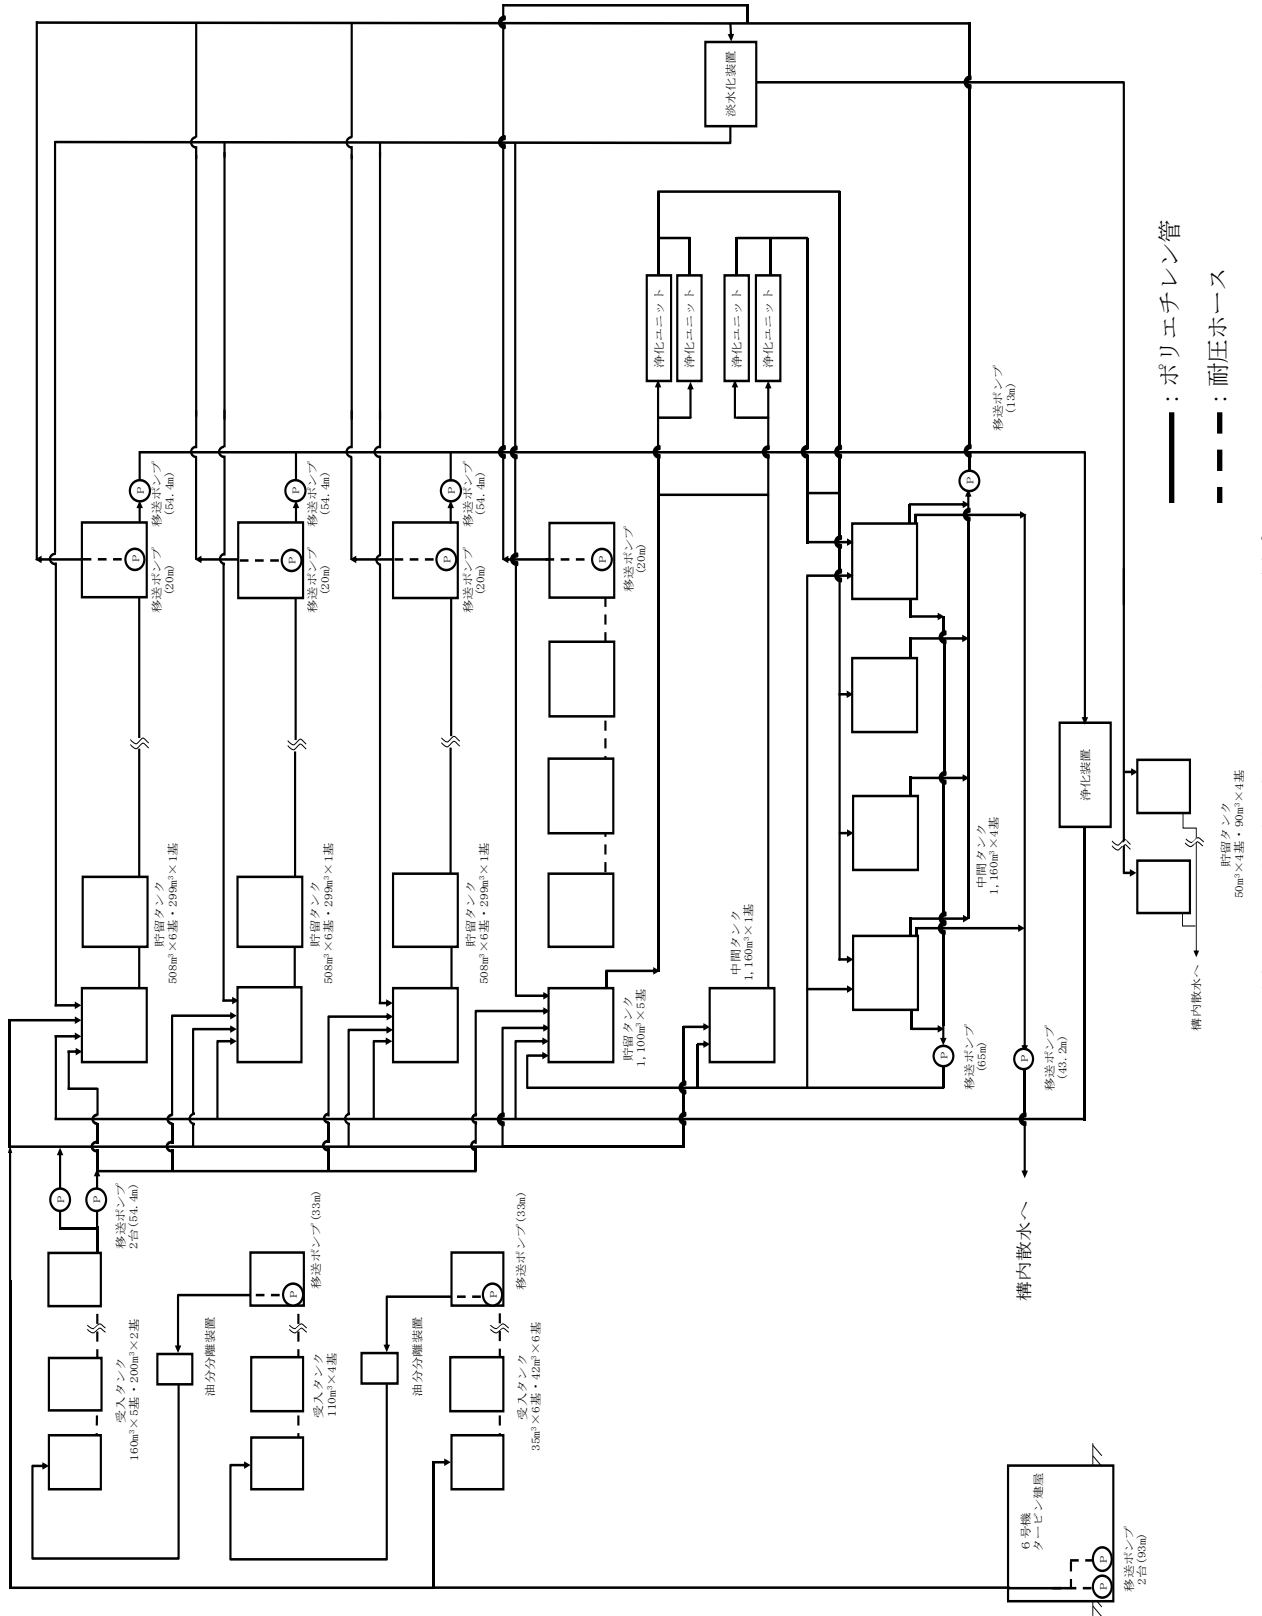 受入タンク
160m³×5基・200m³×2基
P
P
移送ポンプ
2台(54.4m)
油分分離装置
受入タンク
110m³×4基
P
移送ポンプ(33m)
油分分離装置
受入タンク
35m³×6基・42m³×6基
P
移送ポンプ(33m)
6号機
タービン建屋
P
P
移送ポンプ
2台(93m)
貯留タンク
508m³×6基・299m³×1基
P
移送ポンプ
(20m)
P
移送ポンプ
(54.4m)
貯留タンク
508m³×6基・299m³×1基
P
移送ポンプ
(20m)
P
移送ポンプ
(54.4m)
貯留タンク
508m³×6基・299m³×1基
P
移送ポンプ
(20m)
P
移送ポンプ
(54.4m)
貯留タンク
1,100m³×5基
P
移送ポンプ
(20m)
中間タンク
1,160m³×1基
浄化ユニット
浄化ユニット
浄化ユニット
浄化ユニット
淡水化装置
P
移送ポンプ
(65m)
中間タンク
1,160m³×4基
P
移送ポンプ
(13m)
構内散水へ
P
移送ポンプ
(43.2m)
浄化装置
構内散水へ
貯留タンク
50m³×4基・90m³×4基
：ポリエチレン管
：耐圧ホース